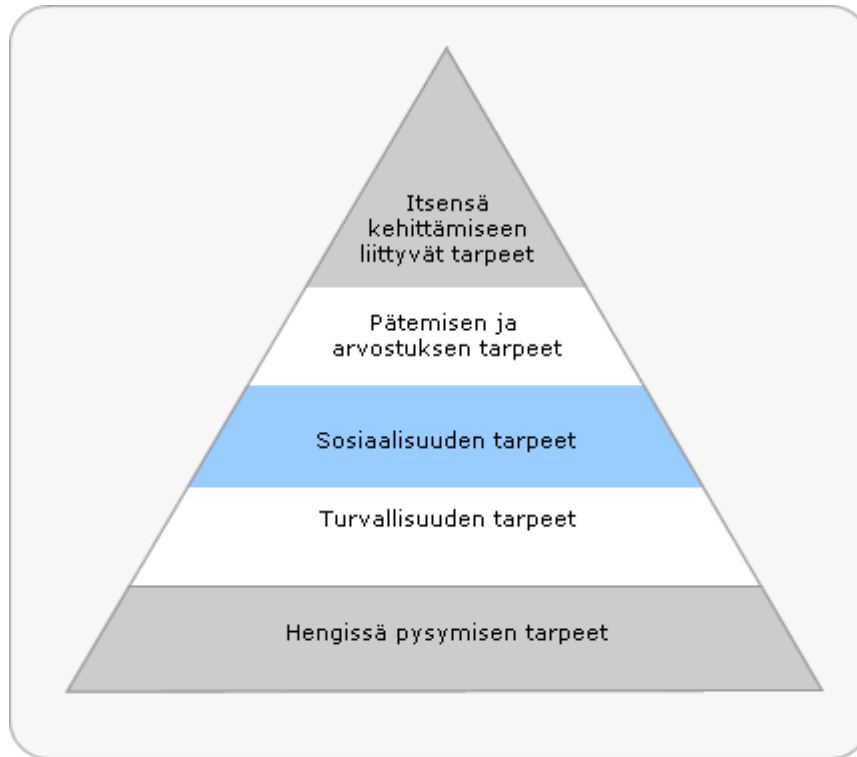 Itsensä
kehittämiseen
liittyvät tarpeet
Pätemisen ja
arvostuksen tarpeet
Sosiaalisuuden tarpeet
Turvallisuuden tarpeet
Hengissä pysymisen tarpeet